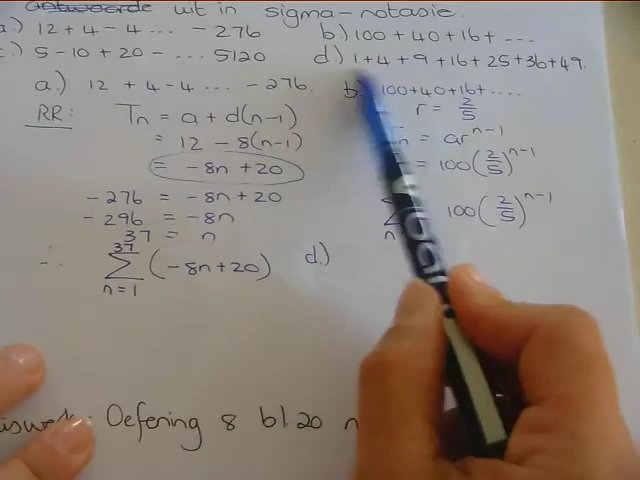 antwoorde uit in sigma-notasie.
a.) 12 + 4 - 4 ... - 276 b) 100 + 40 + 16 + ...
c.) 5 - 10 + 20 - ... 5120 d.) 1 + 4 + 9 + 16 + 25 + 36 + 49
a.) 12 + 4 - 4 ... - 276. b.) 100 + 40 + 16 + ....
RR: Tn = a + d(n-1) r = 2/5
= 12 - 8(n-1) n = ar^(n-1)
= -8n + 20 = 100(2/5)^(n-1)
-276 = -8n + 20
-296 = -8n ∑ n 100(2/5)^(n-1)
37 = n
∴ 37 ∑ n=1 (-8n + 20) d.)
Oefening 8 bl. 20 n